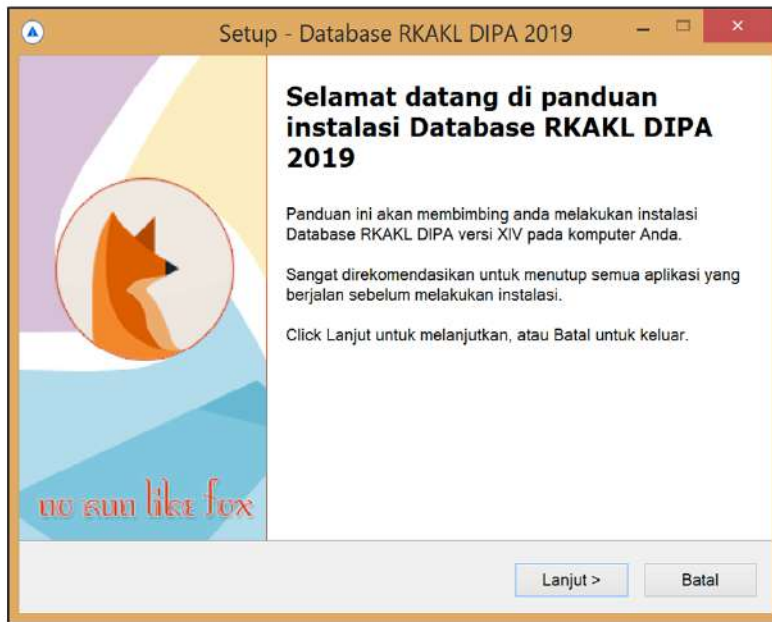 Setup - Database RKAKL DIPA 2019
Selamat datang di panduan
instalasi Database RKAKL DIPA
2019
Panduan ini akan membimbing anda melakukan instalasi
Database RKAKL DIPA versi XIV pada komputer Anda.
Sangat direkomendasikan untuk menutup semua aplikasi yang
berjalan sebelum melakukan instalasi.
Click Lanjut untuk melanjutkan, atau Batal untuk keluar.
no run like fox
Lanjut >
Batal